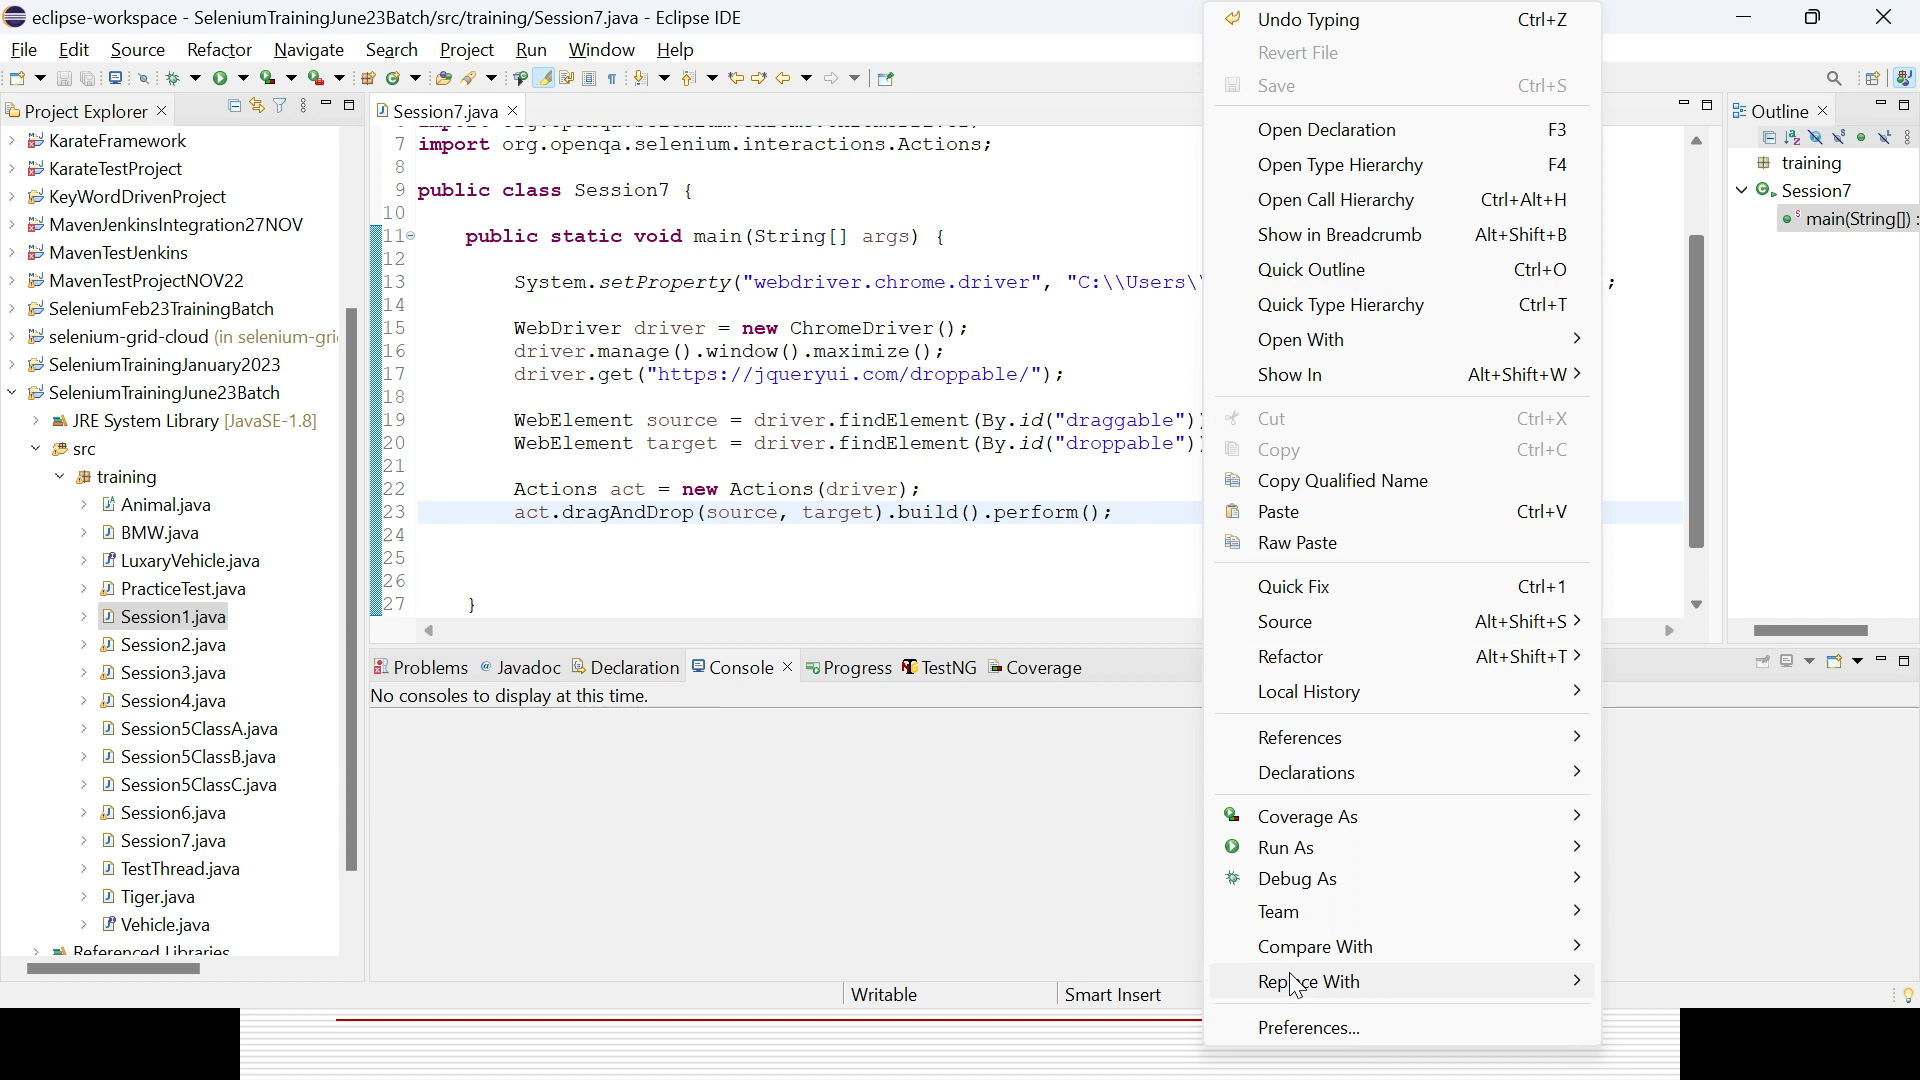 eclipse-workspace - SeleniumTrainingJune23Batch/src/training/Session7.java - Eclipse IDE
File Edit Source Refactor Navigate Search Project Run Window Help
Project Explorer
KarateFramework
KarateTestProject
KeyWordDrivenProject
MavenJenkinsIntegration27NOV
MavenTestJenkins
MavenTestProjectNOV22
SeleniumFeb23TrainingBatch
selenium-grid-cloud (in selenium-gri
SeleniumTrainingJanuary2023
SeleniumTrainingJune23Batch
JRE System Library [JavaSE-1.8]
src
training
Animal.java
BMW.java
LuxaryVehicle.java
PracticeTest.java
Session1.java
Session2.java
Session3.java
Session4.java
Session5ClassA.java
Session5ClassB.java
Session5ClassC.java
Session6.java
Session7.java
TestThread.java
Tiger.java
Vehicle.java
Referenced Libraries
Session7.java
7 import org.openqa.selenium.interactions.Actions;
8
9 public class Session7 {
10
11 public static void main(String[] args) {
12
13 System.setProperty("webdriver.chrome.driver", "C:\\Users\ ;
14
15 WebDriver driver = new ChromeDriver();
16 driver.manage().window().maximize();
17 driver.get("https://jqueryui.com/droppable/");
18
19 WebElement source = driver.findElement(By.id("draggable")
20 WebElement target = driver.findElement(By.id("droppable")
21
22 Actions act = new Actions(driver);
23 act.dragAndDrop(source, target).build().perform();
24
25
26
27 }
Problems Javadoc Declaration Console Progress TestNG Coverage
No consoles to display at this time.
Writable Smart Insert
Undo Typing Ctrl+Z
Revert File
Save Ctrl+S
Open Declaration F3
Open Type Hierarchy F4
Open Call Hierarchy Ctrl+Alt+H
Show in Breadcrumb Alt+Shift+B
Quick Outline Ctrl+O
Quick Type Hierarchy Ctrl+T
Open With
Show In Alt+Shift+W
Cut Ctrl+X
Copy Ctrl+C
Copy Qualified Name
Paste Ctrl+V
Raw Paste
Quick Fix Ctrl+1
Source Alt+Shift+S
Refactor Alt+Shift+T
Local History
References
Declarations
Coverage As
Run As
Debug As
Team
Compare With
Replace With
Preferences...
Outline
training
Session7
main(String[]) :